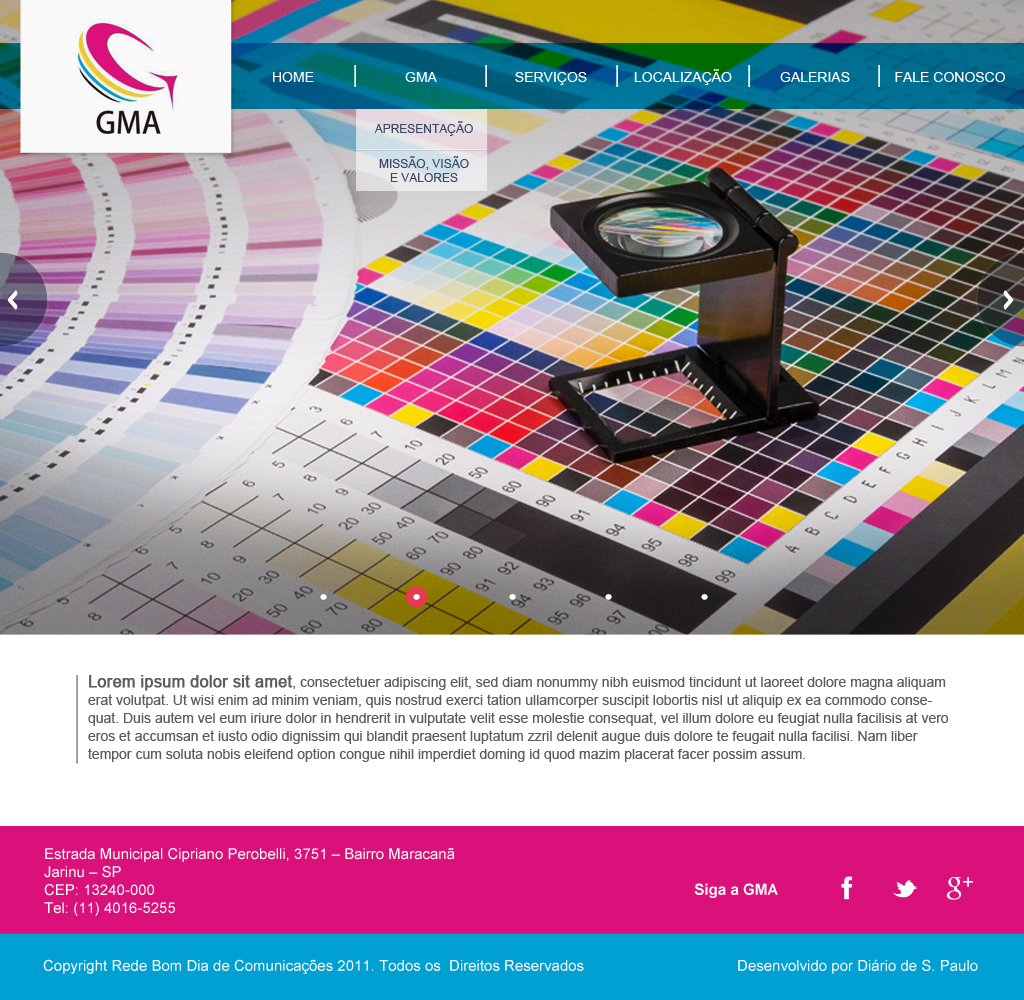 GMA
HOME
GMA
SERVIÇOS
LOCALIZAÇÃO
GALERIAS
FALE CONOSCO
APRESENTAÇÃO
MISSÃO, VISÃO
E VALORES
Lorem ipsum dolor sit amet, consectetuer adipiscing elit, sed diam nonummy nibh euismod tincidunt ut laoreet dolore magna aliquam
erat volutpat. Ut wisi enim ad minim veniam, quis nostrud exerci tation ullamcorper suscipit lobortis nisl ut aliquip ex ea commodo conse-
quat. Duis autem vel eum iriure dolor in hendrerit in vulputate velit esse molestie consequat, vel illum dolore eu feugiat nulla facilisis at vero
eros et accumsan et iusto odio dignissim qui blandit praesent luptatum zzril delenit augue duis dolore te feugait nulla facilisi. Nam liber
tempor cum soluta nobis eleifend option congue nihil imperdiet doming id quod mazim placerat facer possim assum.
Estrada Municipal Cipriano Perobelli, 3751 – Bairro Maracanã
Jarinu – SP
CEP: 13240-000
Tel: (11) 4016-5255
Siga a GMA
Copyright Rede Bom Dia de Comunicações 2011. Todos os  Direitos Reservados
Desenvolvido por Diário de S. Paulo